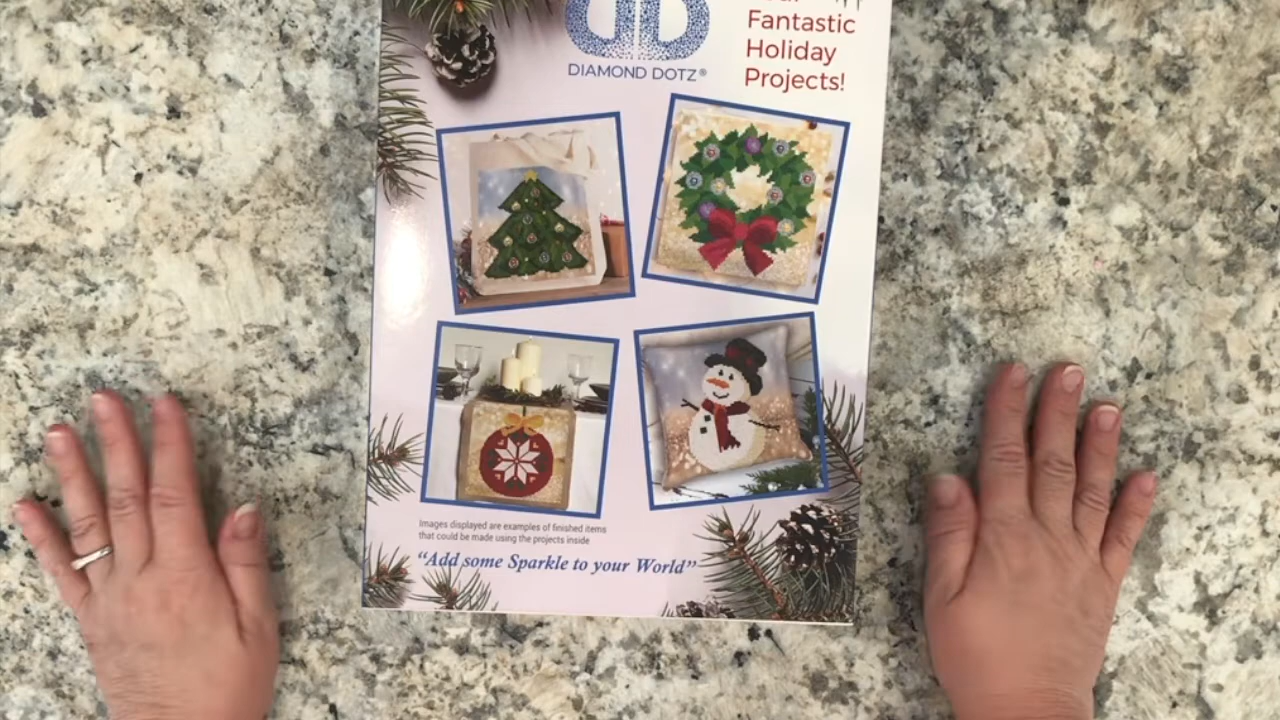 Fantastic
Holiday
Projects!
DIAMOND DOTZ®
Images displayed are examples of finished items
that could be made using the projects inside
“Add some Sparkle to your World”